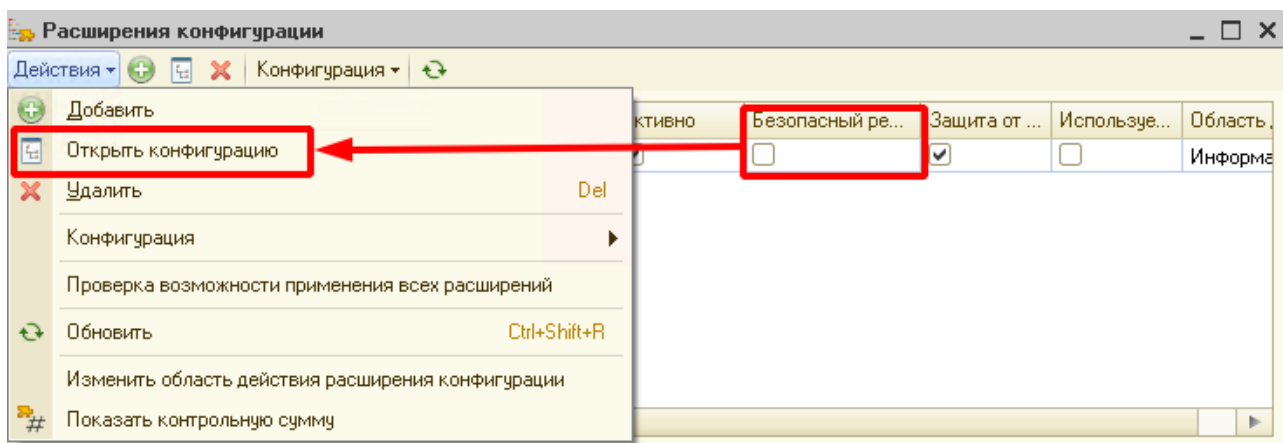 Расширения конфигурации
Действия Конфигурация
Добавить
ктивно Безопасный ре... Защита от ... Используе... Область
Открыть конфигурацию
Информа
Удалить Del
Конфигурация
Проверка возможности применения всех расширений
Обновить Ctrl+Shift+R
Изменить область действия расширения конфигурации
Показать контрольную сумму